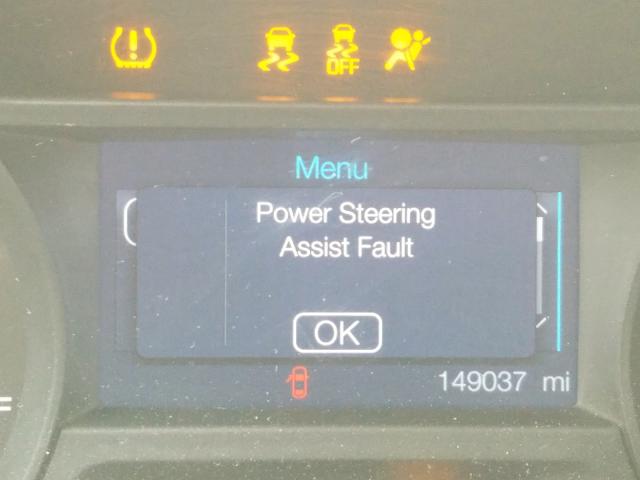 OFF
Menu
Power Steering
Assist Fault
OK
149037 mi